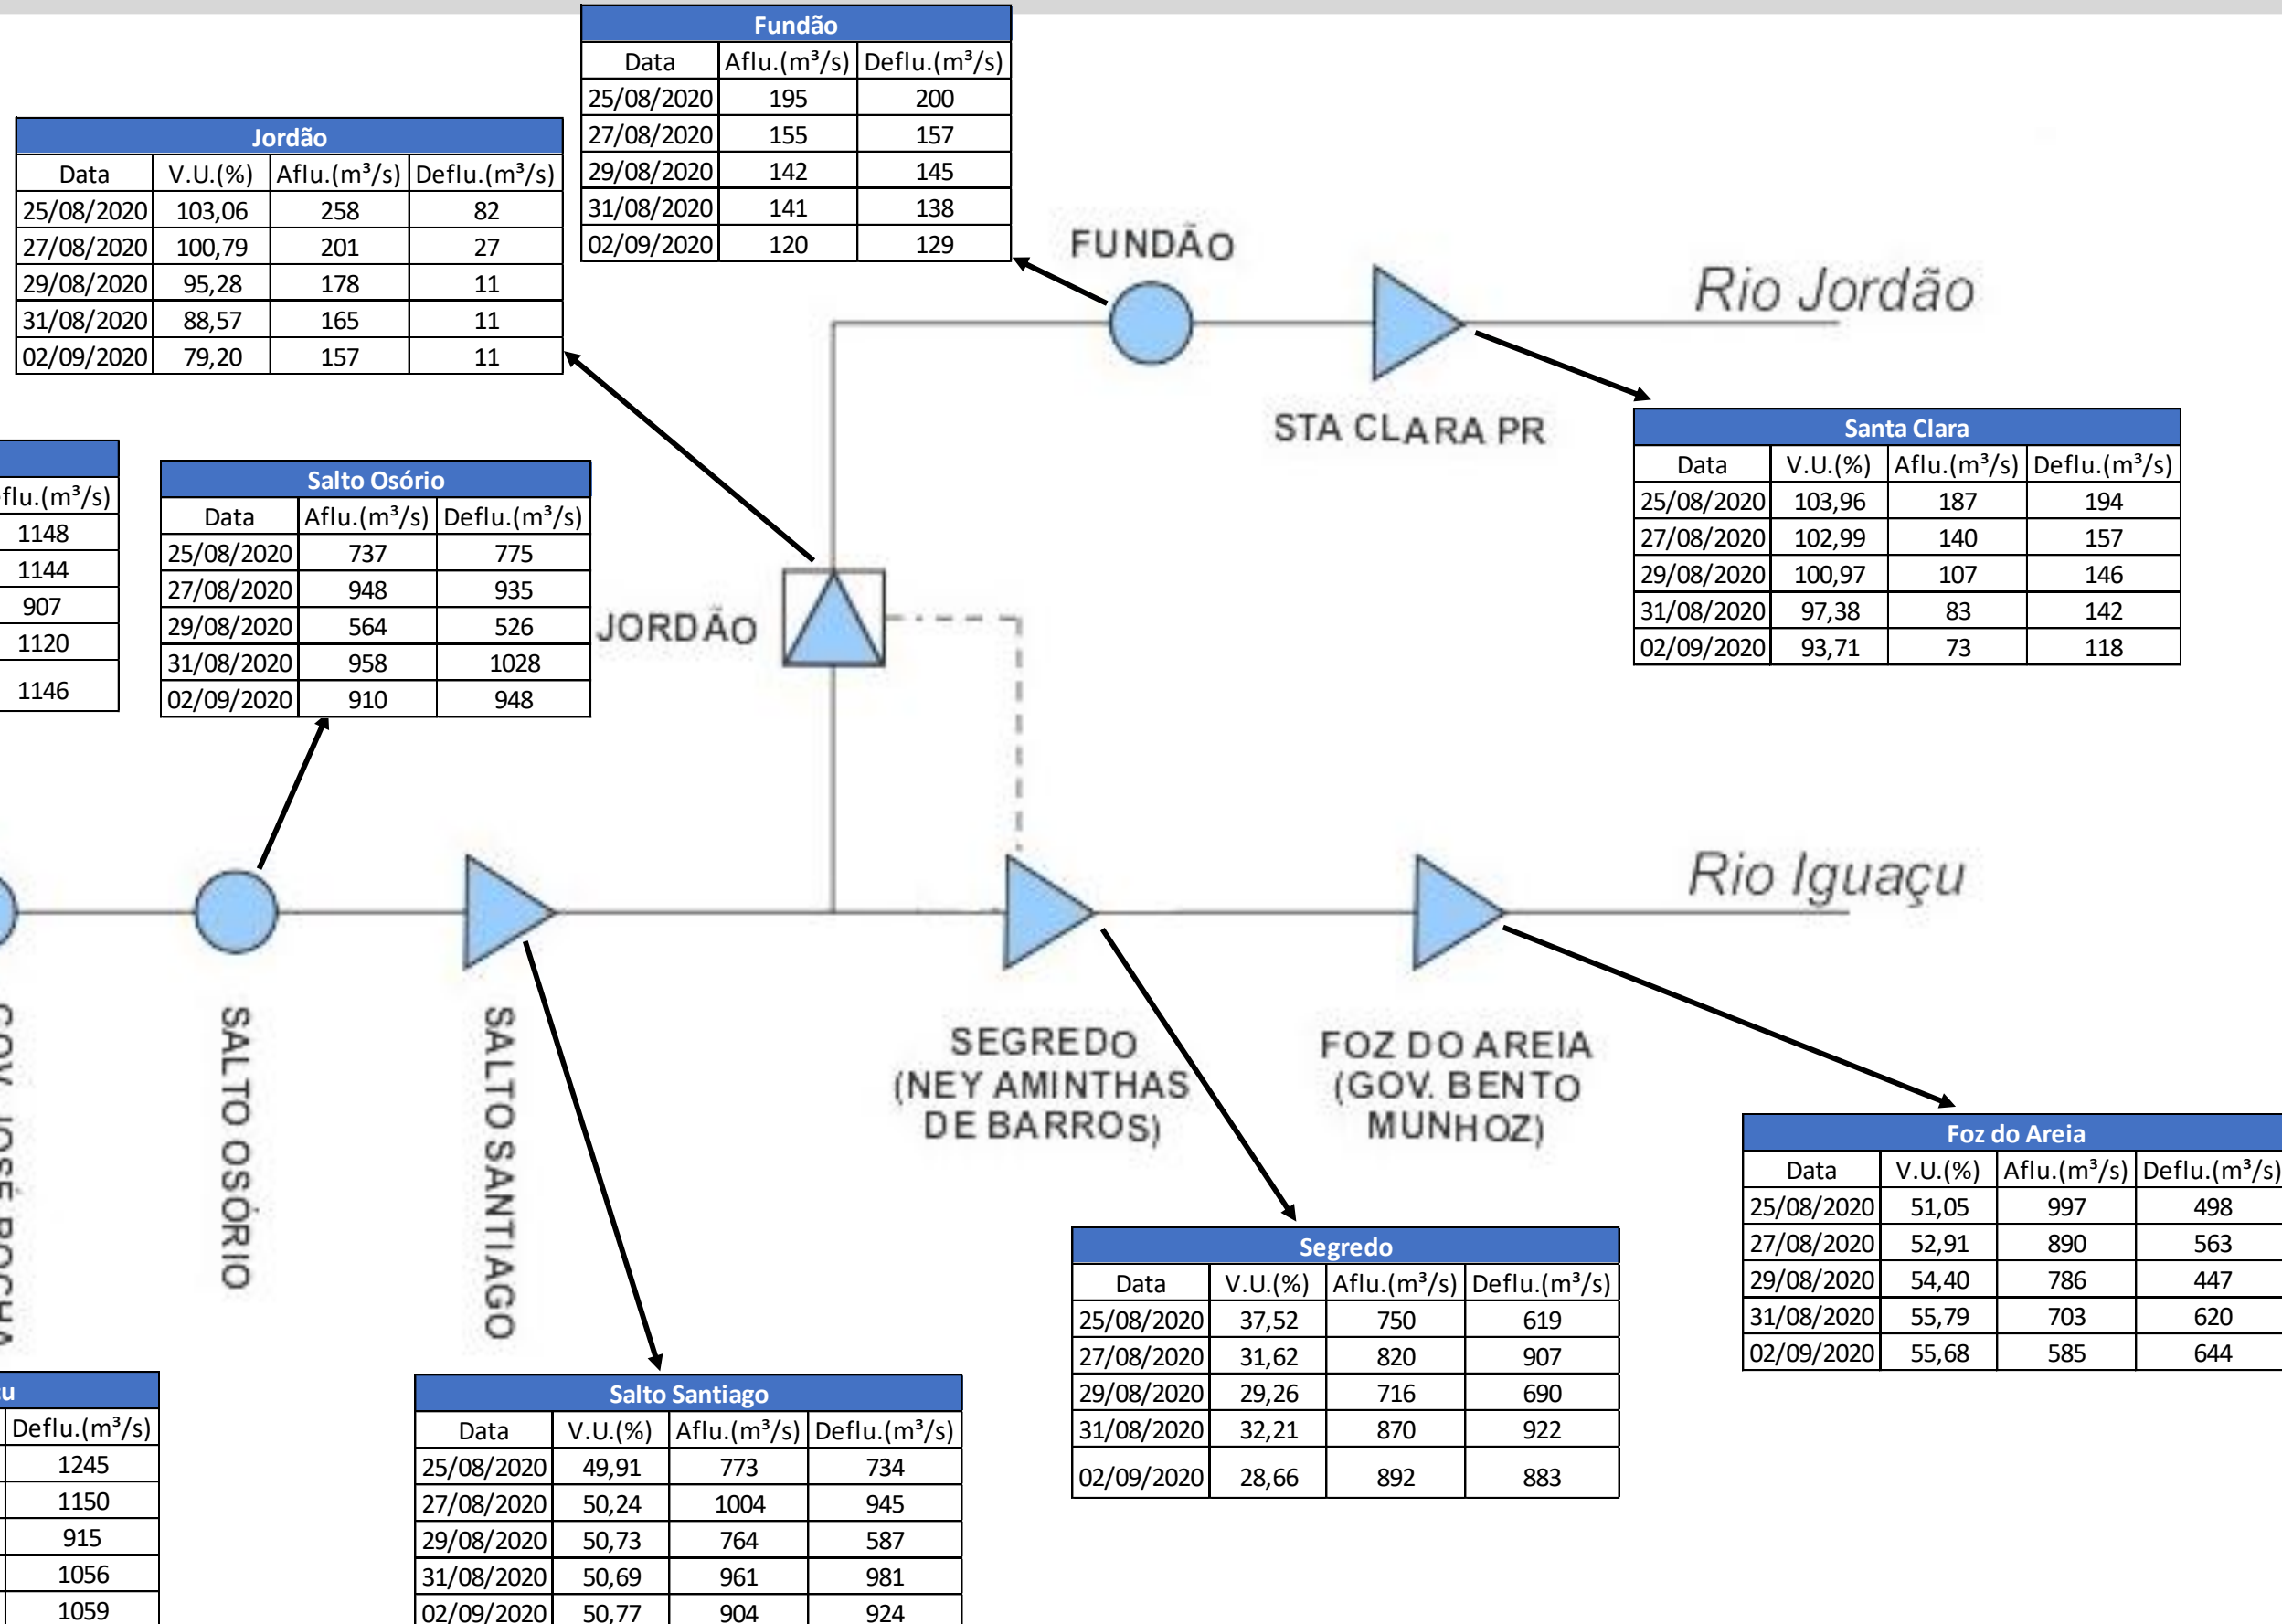 Fundão
Data Aflu.(m³/s) Deflu.(m³/s)
25/08/2020 195 200
27/08/2020 155 157
29/08/2020 142 145
31/08/2020 141 138
02/09/2020 120 129
Jordão
Data V.U.(%) Aflu.(m³/s) Deflu.(m³/s)
25/08/2020 103,06 258 82
27/08/2020 100,79 201 27
29/08/2020 95,28 178 11
31/08/2020 88,57 165 11
02/09/2020 79,20 157 11
FUNDÃO
Rio Jordão
STA CLARA PR
Santa Clara
Data V.U.(%) Aflu.(m³/s) Deflu.(m³/s)
25/08/2020 103,96 187 194
27/08/2020 102,99 140 157
29/08/2020 100,97 107 146
31/08/2020 97,38 83 142
02/09/2020 93,71 73 118
flu.(m³/s)
1148
1144
907
1120
1146
Salto Osório
Data Aflu.(m³/s) Deflu.(m³/s)
25/08/2020 737 775
27/08/2020 948 935
29/08/2020 564 526
31/08/2020 958 1028
02/09/2020 910 948
JORDÃO
Rio Iguaçu
GOV. JOSÉ ROCHA
SALTO OSÓRIO
SALTO SANTIAGO
SEGREDO
(NEY AMINTHAS
DE BARROS)
FOZ DO AREIA
(GOV. BENTO
MUNHOZ)
Foz do Areia
Data V.U.(%) Aflu.(m³/s) Deflu.(m³/s)
25/08/2020 51,05 997 498
27/08/2020 52,91 890 563
29/08/2020 54,40 786 447
31/08/2020 55,79 703 620
02/09/2020 55,68 585 644
Segredo
Data V.U.(%) Aflu.(m³/s) Deflu.(m³/s)
25/08/2020 37,52 750 619
27/08/2020 31,62 820 907
29/08/2020 29,26 716 690
31/08/2020 32,21 870 922
02/09/2020 28,66 892 883
Deflu.(m³/s)
1245
1150
915
1056
1059
Salto Santiago
Data V.U.(%) Aflu.(m³/s) Deflu.(m³/s)
25/08/2020 49,91 773 734
27/08/2020 50,24 1004 945
29/08/2020 50,73 764 587
31/08/2020 50,69 961 981
02/09/2020 50,77 904 924